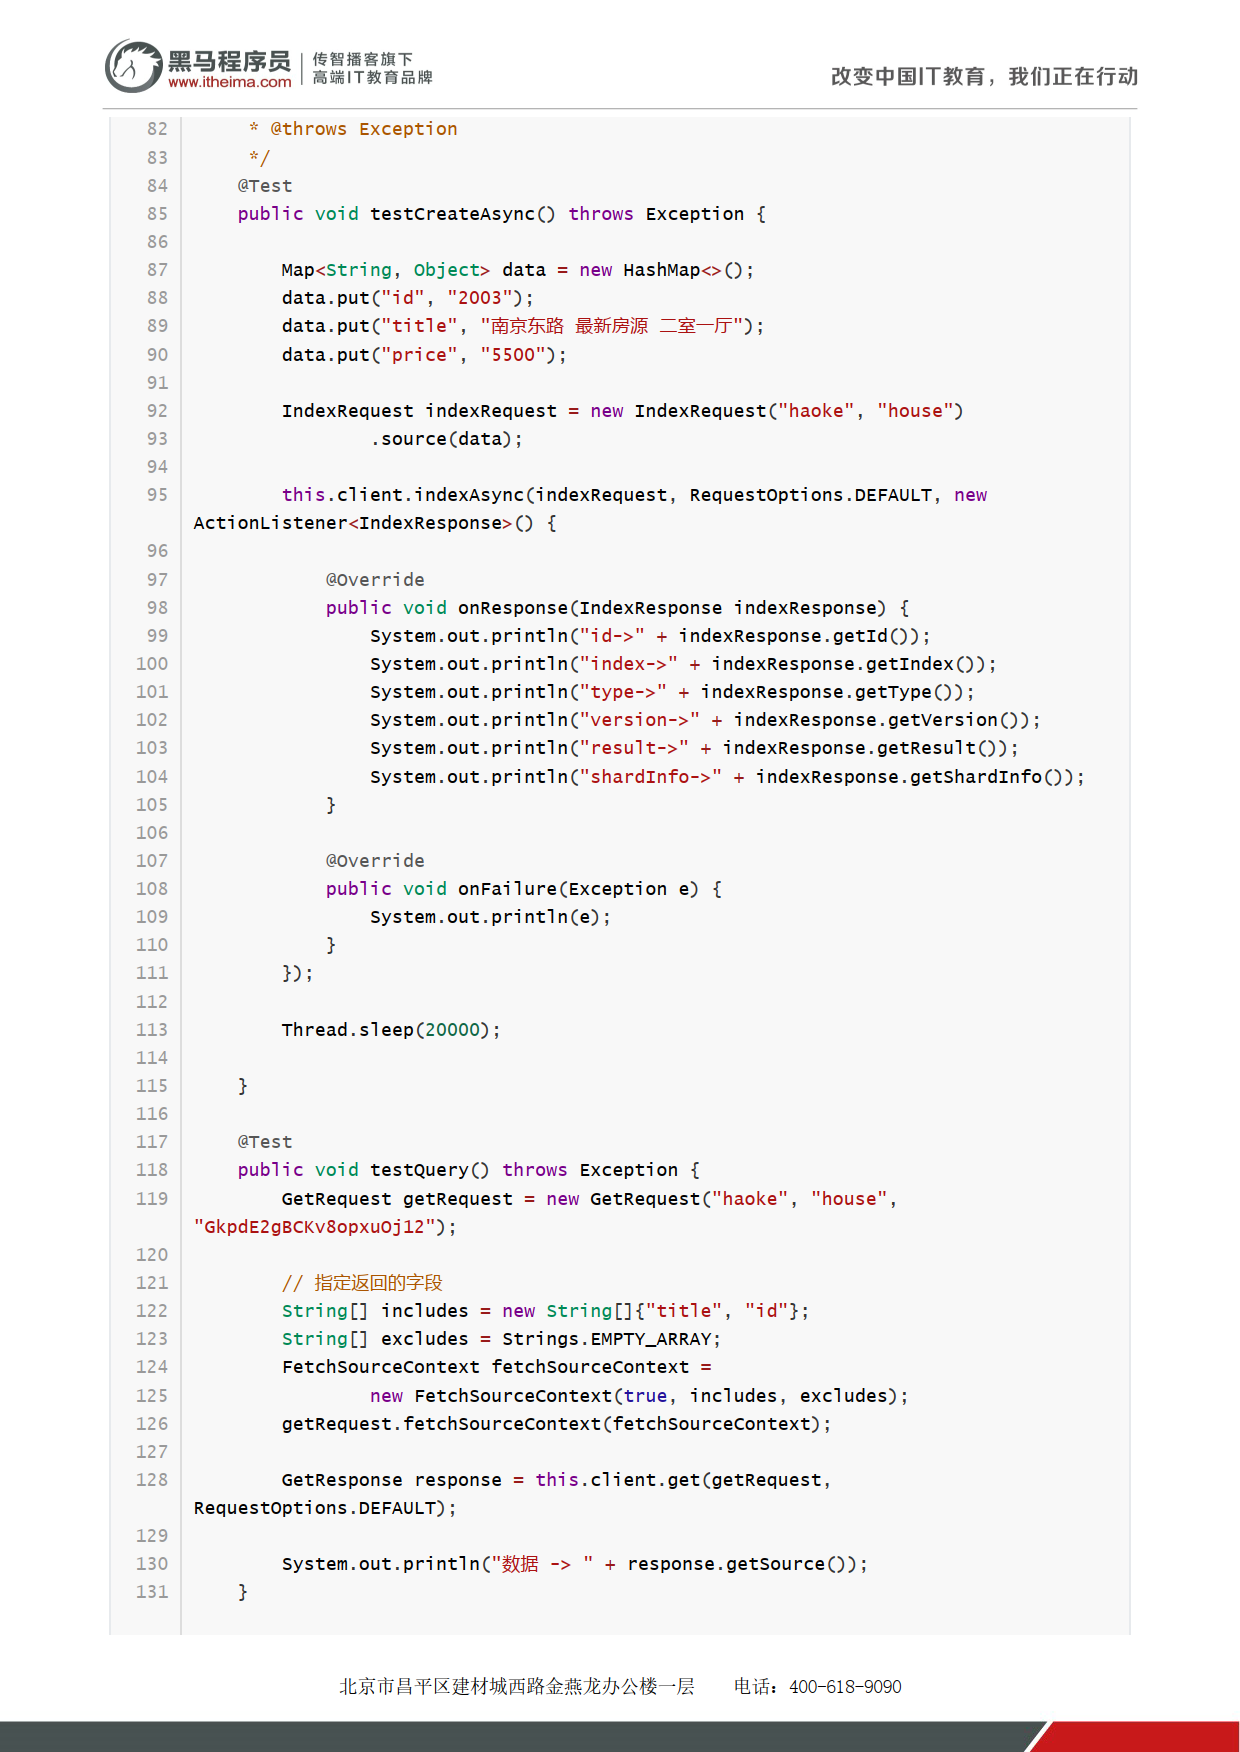 黑马程序员
www.itheima.com
传智播客旗下
高端IT教育品牌
改变中国IT教育，我们正在行动
82 * @throws Exception
83 */
84 @Test
85 public void testCreateAsync() throws Exception {
86
87 Map<String, Object> data = new HashMap<>();
88 data.put("id", "2003");
89 data.put("title", "南京东路 最新房源 二室一厅");
90 data.put("price", "5500");
91
92 IndexRequest indexRequest = new IndexRequest("haoke", "house")
93 .source(data);
94
95 this.client.indexAsync(indexRequest, RequestOptions.DEFAULT, new
ActionListener<IndexResponse>() {
96
97 @Override
98 public void onResponse(IndexResponse indexResponse) {
99 System.out.println("id->" + indexResponse.getId());
100 System.out.println("index->" + indexResponse.getIndex());
101 System.out.println("type->" + indexResponse.getType());
102 System.out.println("version->" + indexResponse.getVersion());
103 System.out.println("result->" + indexResponse.getResult());
104 System.out.println("shardInfo->" + indexResponse.getShardInfo());
105 }
106
107 @Override
108 public void onFailure(Exception e) {
109 System.out.println(e);
110 }
111 });
112
113 Thread.sleep(20000);
114
115 }
116
117 @Test
118 public void testQuery() throws Exception {
119 GetRequest getRequest = new GetRequest("haoke", "house",
"GkpdE2gBCKv8opxuOj12");
120
121 // 指定返回的字段
122 String[] includes = new String[]{"title", "id"};
123 String[] excludes = Strings.EMPTY_ARRAY;
124 FetchSourceContext fetchSourceContext =
125 new FetchSourceContext(true, includes, excludes);
126 getRequest.fetchSourceContext(fetchSourceContext);
127
128 GetResponse response = this.client.get(getRequest,
RequestOptions.DEFAULT);
129
130 System.out.println("数据 -> " + response.getSource());
131 }
北京市昌平区建材城西路金燕龙办公楼一层 电话：400-618-9090